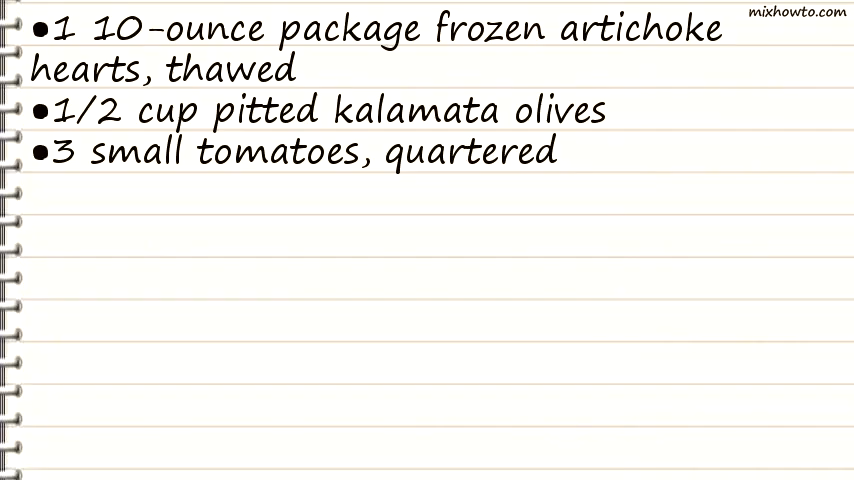 mixhowto.com
●1 10-ounce package frozen artichoke
hearts, thawed
●1/2 cup pitted kalamata olives
●3 small tomatoes, quartered